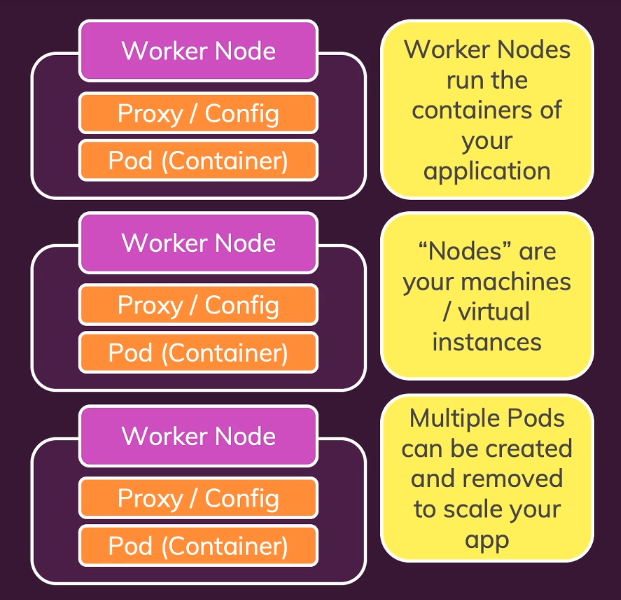 Worker Node
Proxy / Config
Pod (Container)
Worker Nodes
run the
containers of
your
application
Worker Node
Proxy / Config
Pod (Container)
“Nodes” are
your machines
/ virtual
instances
Worker Node
Proxy / Config
Pod (Container)
Multiple Pods
can be created
and removed
to scale your
app